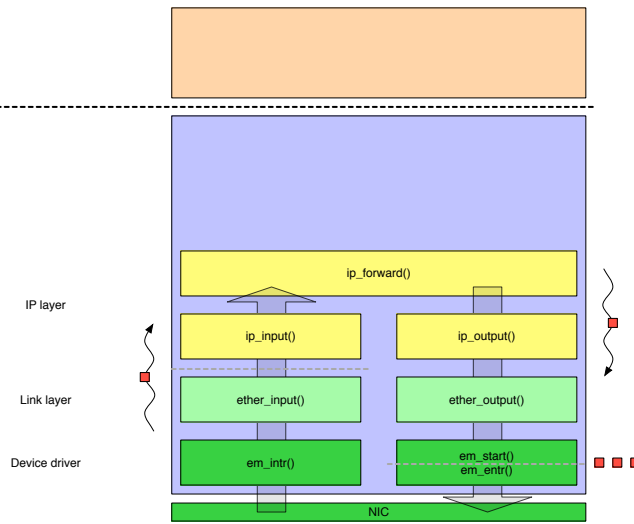 ip_forward()
IP layer
ip_input()
ip_output()
Link layer
ether_input()
ether_output()
Device driver
em_intr()
em_start()
em_entr()
NIC